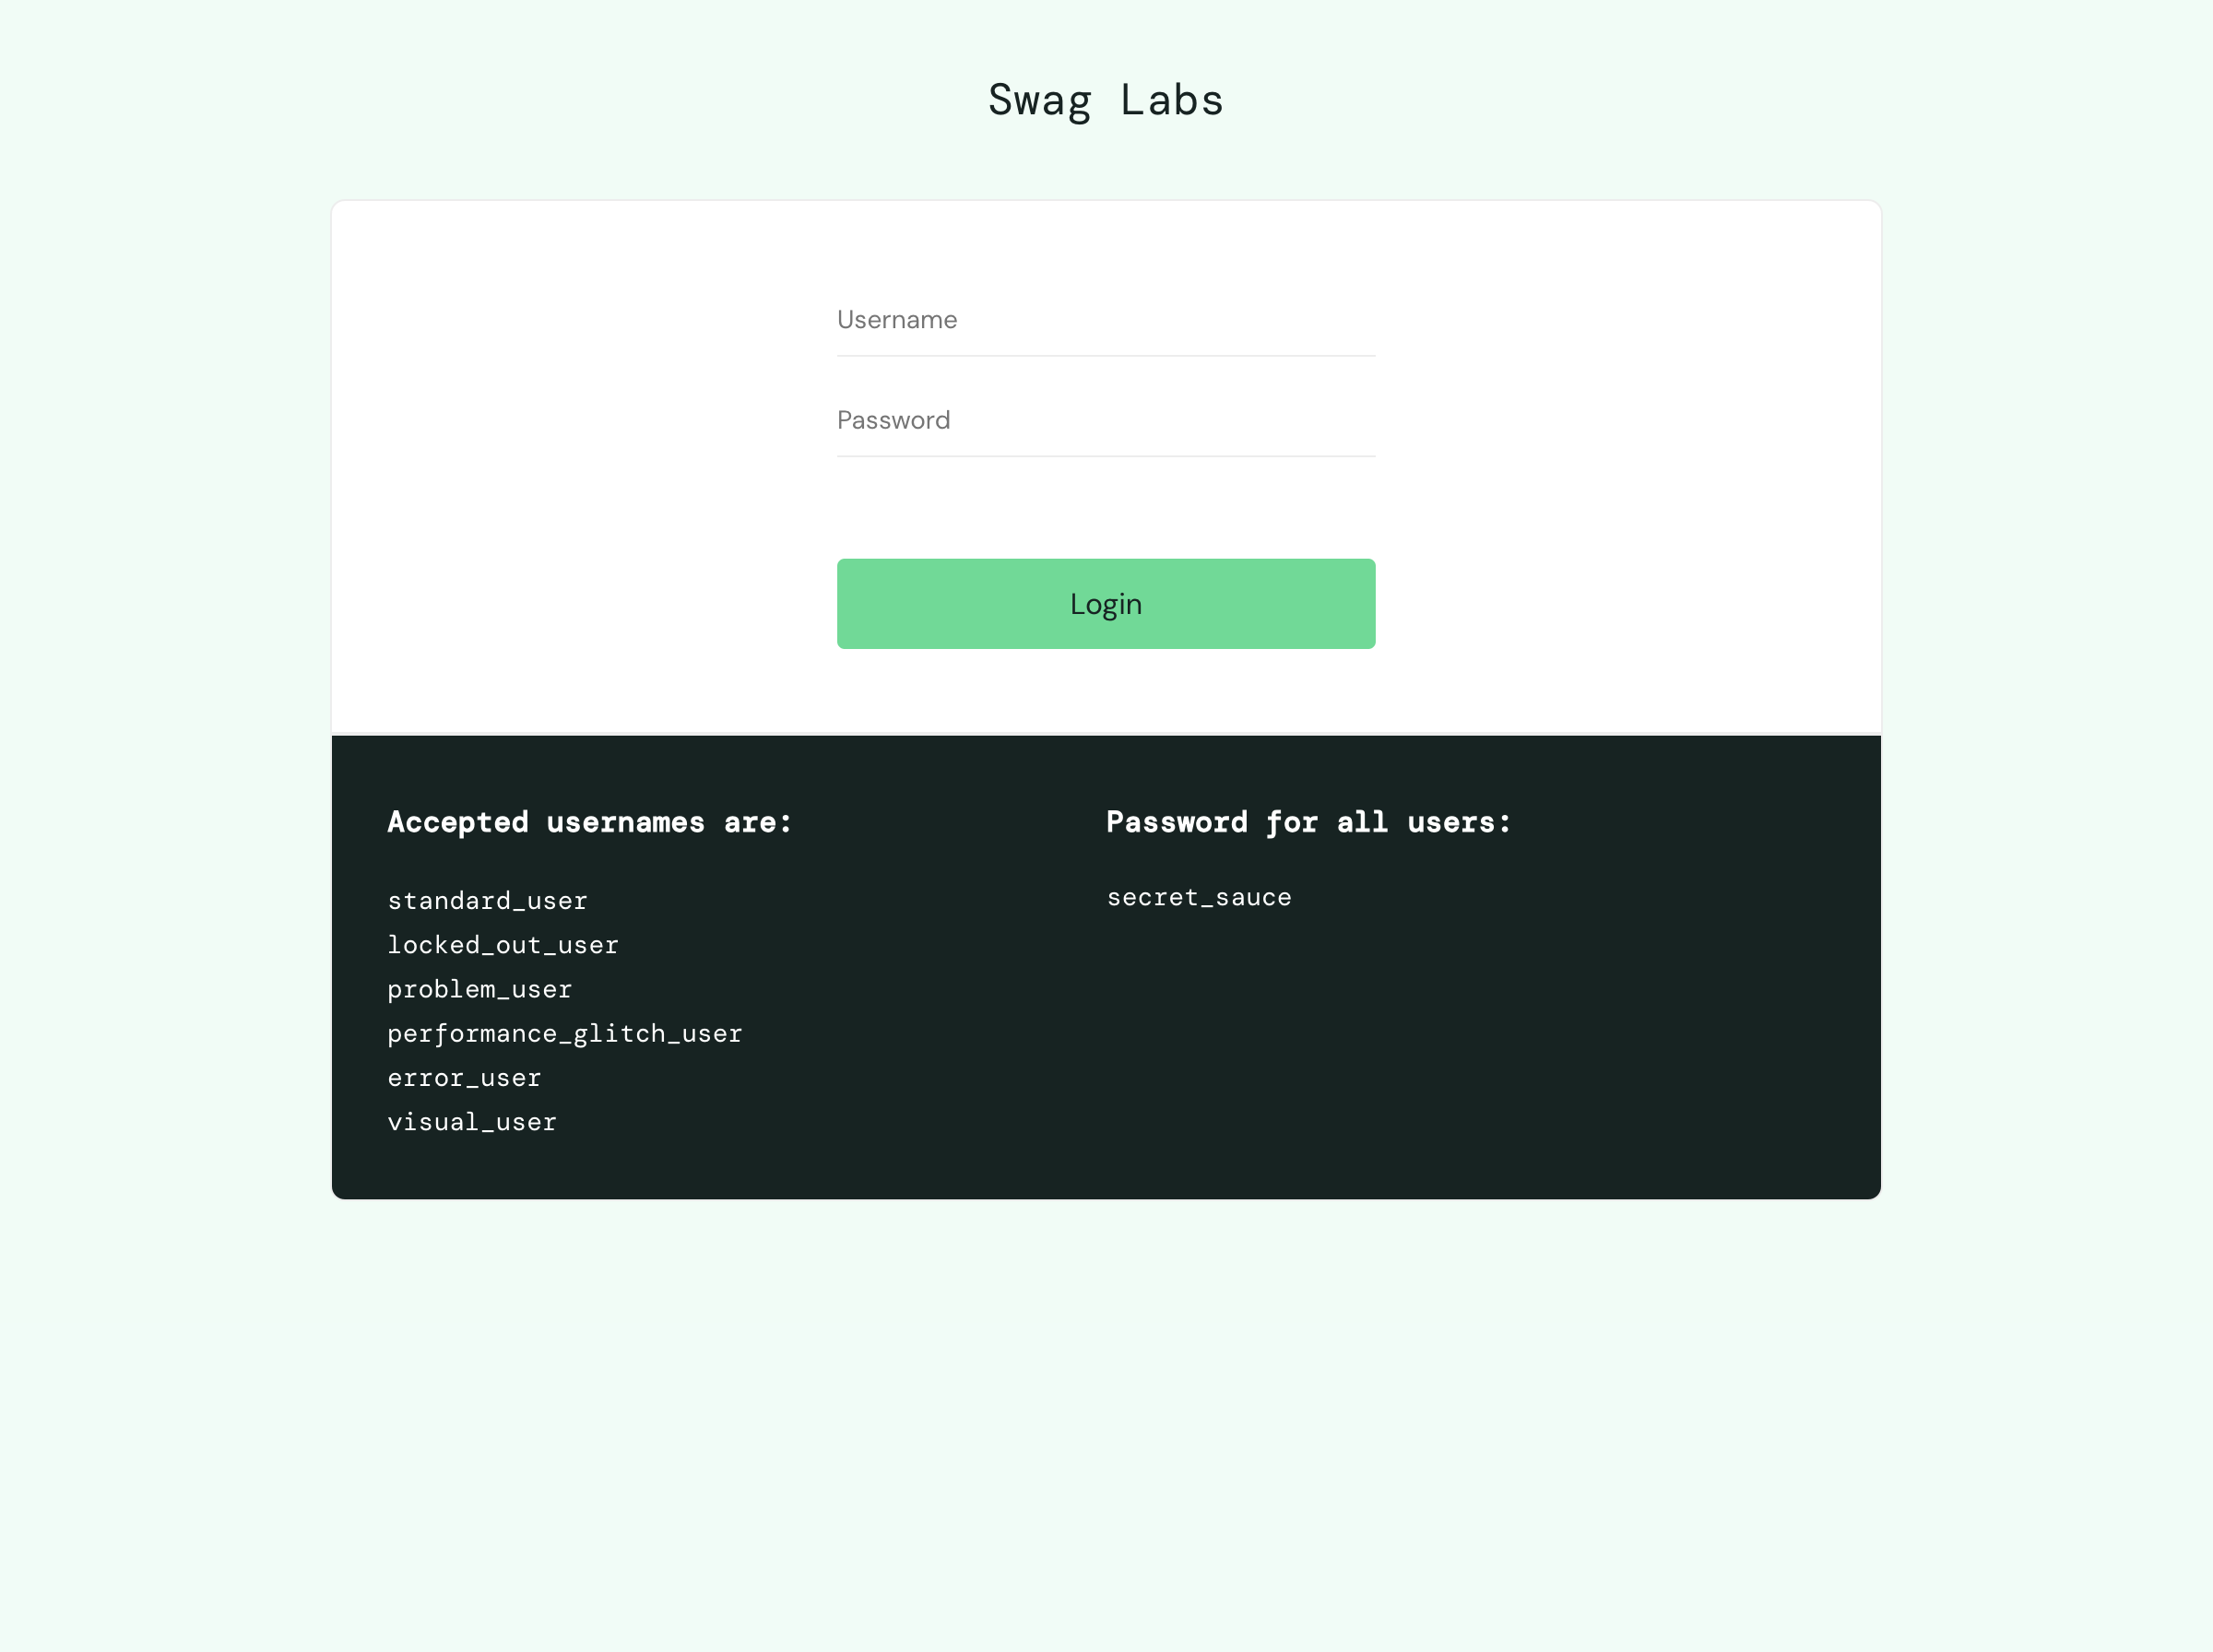 Swag Labs
Username
Password
Login
Accepted usernames are:
standard_user
locked_out_user
problem_user
performance_glitch_user
error_user
visual_user
Password for all users:
secret_sauce